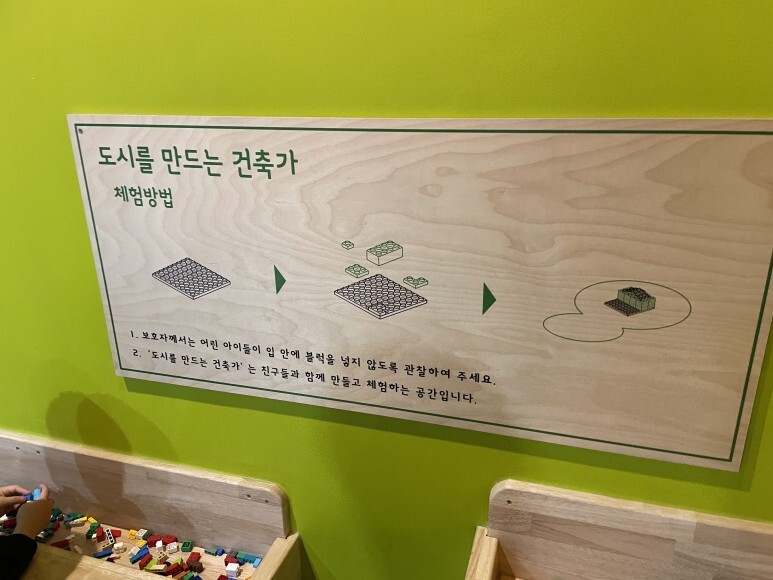 도시를 만드는 건축가
체험방법
1. 보호자께서는 어린 아이들이 입 안에 블럭을 넣지 않도록 관찰하여 주세요.
2. '도시를 만드는 건축가' 는 친구들과 함께 만들고 체험하는 공간입니다.